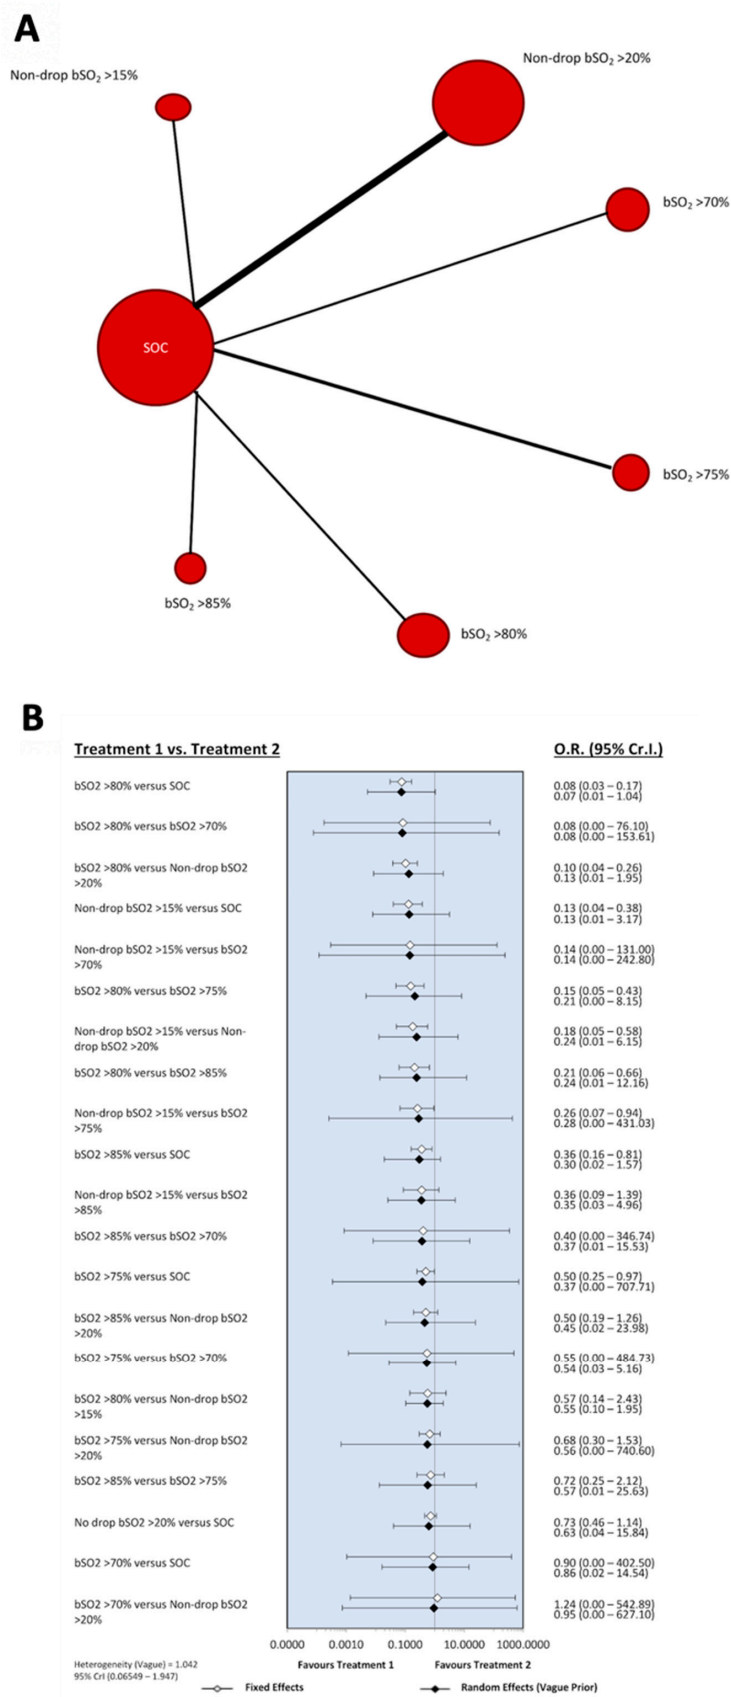 A
Non-drop bSO₂ >15%
Non-drop bSO₂ >20%
bSO₂ >70%
SOC
bSO₂ >75%
bSO₂ >85%
bSO₂ >80%
B
Treatment 1 vs. Treatment 2
O.R. (95% Cr.I.)
bSO2 >80% versus SOC
0.08 (0.03 – 0.17)
0.07 (0.01 – 1.04)
bSO2 >80% versus bSO2 >70%
0.08 (0.00 – 76.10)
0.08 (0.00 – 153.61)
bSO2 >80% versus Non-drop bSO2
>20%
0.10 (0.04 – 0.26)
0.13 (0.01 – 1.95)
Non-drop bSO2 >15% versus SOC
0.13 (0.04 – 0.38)
0.13 (0.01 – 3.17)
Non-drop bSO2 >15% versus bSO2
>70%
0.14 (0.00 – 131.00)
0.14 (0.00 – 242.80)
bSO2 >80% versus bSO2 >75%
0.15 (0.05 – 0.43)
0.21 (0.00 – 8.15)
Non-drop bSO2 >15% versus Non-
drop bSO2 >20%
0.18 (0.05 – 0.58)
0.24 (0.01 – 6.15)
bSO2 >80% versus bSO2 >85%
0.21 (0.06 – 0.66)
0.24 (0.01 – 12.16)
Non-drop bSO2 >15% versus bSO2
>75%
0.26 (0.07 – 0.94)
0.28 (0.00 – 431.03)
bSO2 >85% versus SOC
0.36 (0.16 – 0.81)
0.30 (0.02 – 1.57)
Non-drop bSO2 >15% versus bSO2
>85%
0.36 (0.09 – 1.39)
0.35 (0.03 – 4.96)
bSO2 >85% versus bSO2 >70%
0.40 (0.00 – 346.74)
0.37 (0.01 – 15.53)
bSO2 >75% versus SOC
0.50 (0.25 – 0.97)
0.37 (0.00 – 707.71)
bSO2 >85% versus Non-drop bSO2
>20%
0.50 (0.19 – 1.26)
0.45 (0.02 – 23.98)
bSO2 >75% versus bSO2 >70%
0.55 (0.00 – 484.73)
0.54 (0.03 – 5.16)
bSO2 >80% versus Non-drop bSO2
>15%
0.57 (0.14 – 2.43)
0.55 (0.10 – 1.95)
bSO2 >75% versus Non-drop bSO2
>20%
0.68 (0.30 – 1.53)
0.56 (0.00 – 740.60)
bSO2 >85% versus bSO2 >75%
0.72 (0.25 – 2.12)
0.57 (0.01 – 25.63)
No drop bSO2 >20% versus SOC
0.73 (0.46 – 1.14)
0.63 (0.04 – 15.84)
bSO2 >70% versus SOC
0.90 (0.00 – 402.50)
0.86 (0.02 – 14.54)
bSO2 >70% versus Non-drop bSO2
>20%
1.24 (0.00 – 542.89)
0.95 (0.00 – 627.10)
0.0000 0.0010 0.1000 10.0000 1000.0000
Favours Treatment 1 Favours Treatment 2
Heterogeneity (Vague) = 1.042
95% CrI (0.06549 – 1.947)
Fixed Effects Random Effects (Vague Prior)